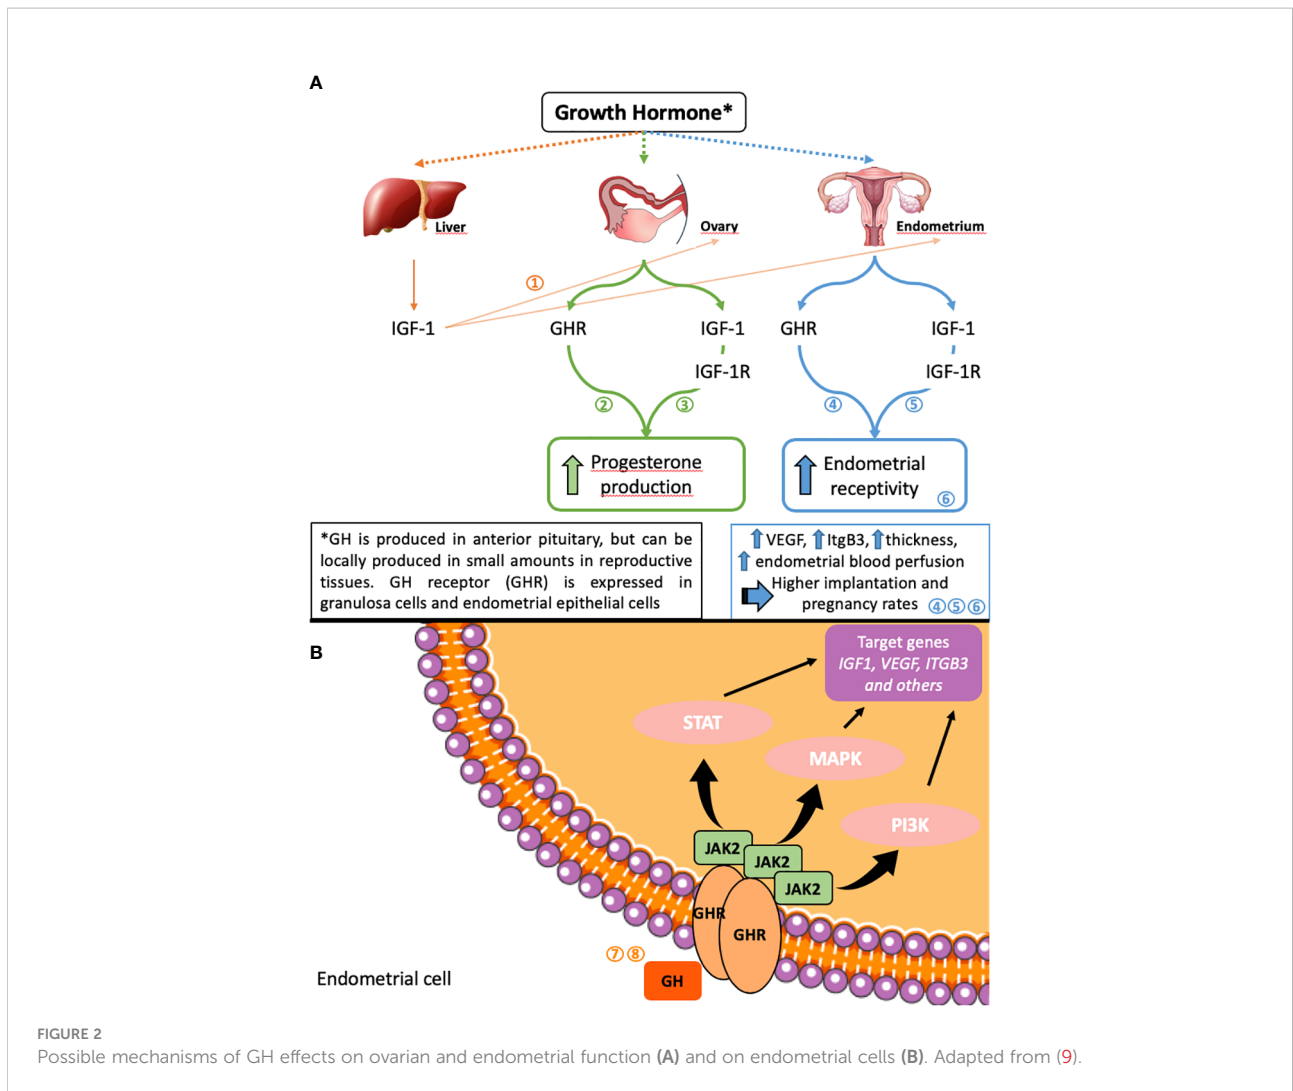 A
Growth Hormone*
Liver
Ovary
Endometrium
①
IGF-1
GHR
IGF-1
GHR
IGF-1
IGF-1R
IGF-1R
②
③
④
⑤
Progesterone
production
Endometrial
receptivity
⑥
*GH is produced in anterior pituitary, but can be
locally produced in small amounts in reproductive
tissues. GH receptor (GHR) is expressed in
granulosa cells and endometrial epithelial cells
VEGF, ItgB3, thickness,
endometrial blood perfusion
Higher implantation and
pregnancy rates ④⑤⑥
B
Target genes
IGF1, VEGF, ITGB3
and others
STAT
MAPK
PI3K
JAK2
JAK2
JAK2
GHR
GHR
⑦⑧
GH
Endometrial cell
FIGURE 2
Possible mechanisms of GH effects on ovarian and endometrial function (A) and on endometrial cells (B). Adapted from (9).